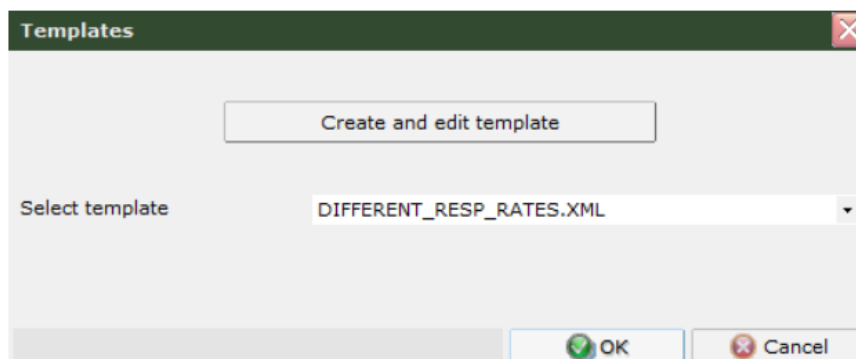 Templates
Create and edit template
Select template DIFFERENT_RESP_RATES.XML
OK Cancel